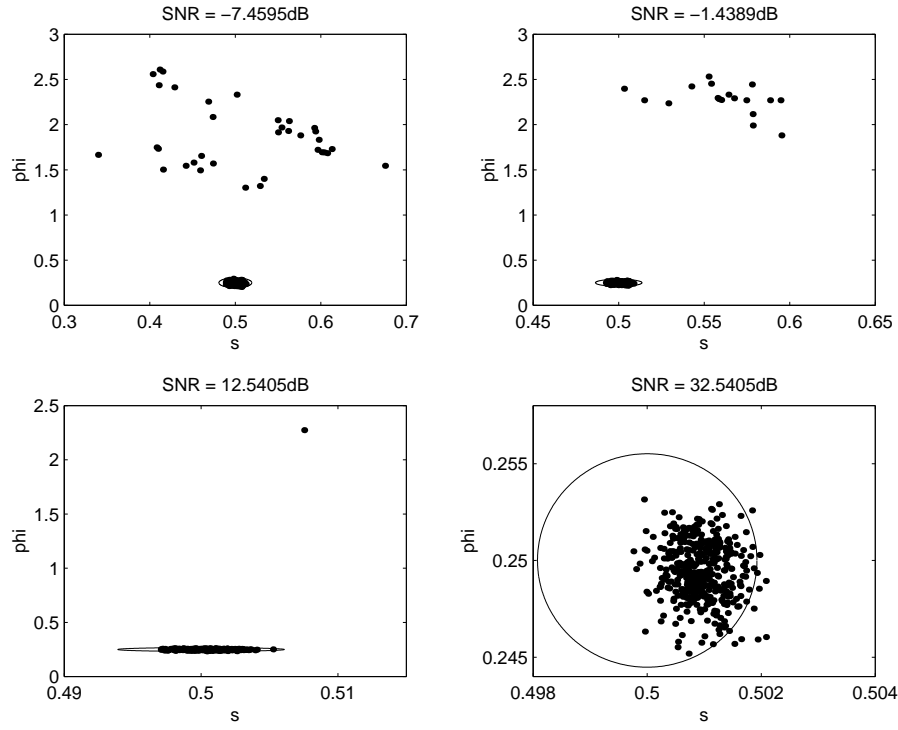 SNR = −7.4595dB
3
2.5
2
1.5
1
0.5
0
phi
0.3 0.4 0.5 0.6 0.7
s
SNR = −1.4389dB
3
2.5
2
1.5
1
0.5
0
phi
0.45 0.5 0.55 0.6 0.65
s
SNR = 12.5405dB
2.5
2
1.5
1
0.5
0
phi
0.49 0.5 0.51
s
SNR = 32.5405dB
0.255
0.25
0.245
phi
0.498 0.5 0.502 0.504
s